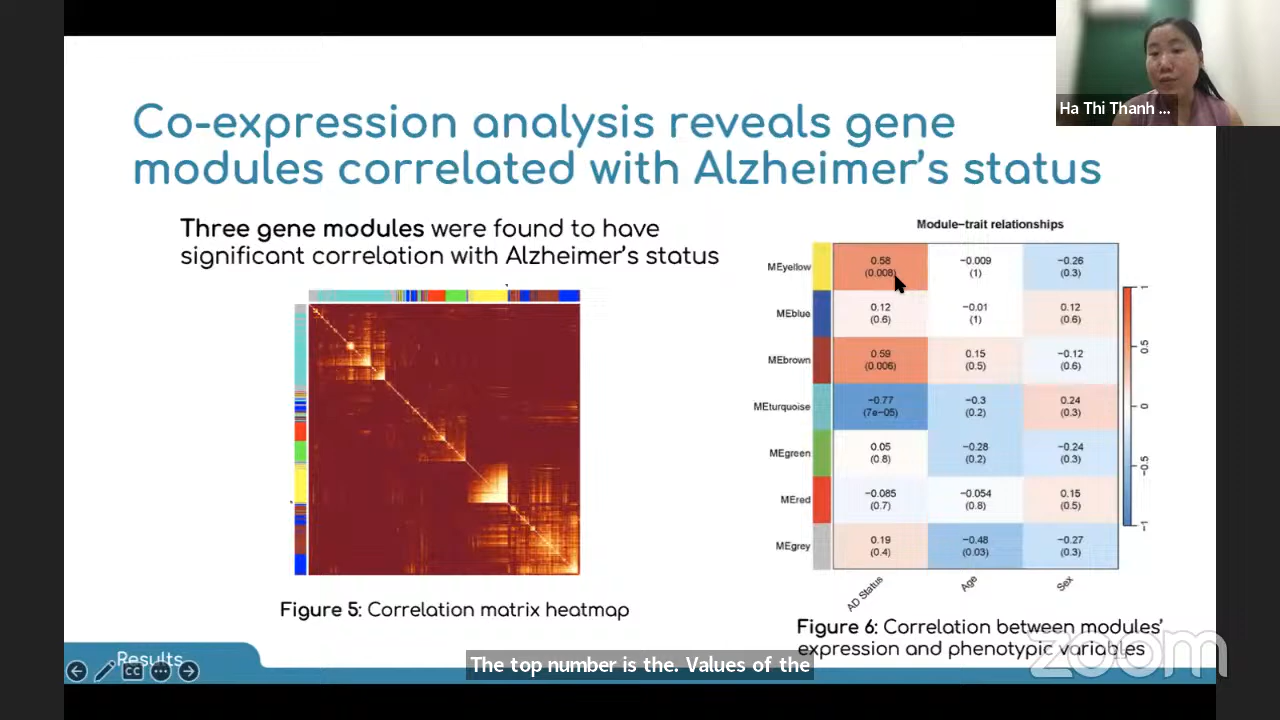 Ha Thi Thanh ...
Co-expression analysis reveals gene
modules correlated with Alzheimer's status
Three gene modules were found to have
significant correlation with Alzheimer's status
Figure 5: Correlation matrix heatmap
Module-trait relationships
MEyellow 0.58 (0.008) -0.009 (1) -0.26 (0.3)
MEblue 0.12 (0.6) -0.01 (1) 0.12 (0.6)
MEbrown 0.59 (0.006) 0.15 (0.5) -0.12 (0.6)
MEturquoise -0.77 (7e-05) -0.3 (0.2) 0.24 (0.3)
MEgreen 0.05 (0.8) -0.28 (0.2) -0.24 (0.3)
MEred -0.085 (0.7) -0.054 (0.8) 0.15 (0.5)
MEgrey 0.19 (0.4) -0.48 (0.03) -0.27 (0.3)
AD Status Age Sex
1
0.5
0
-0.5
-1
Figure 6: Correlation between modules'
expression and phenotypic variables
Results
CC
The top number is the. Values of the
zoom